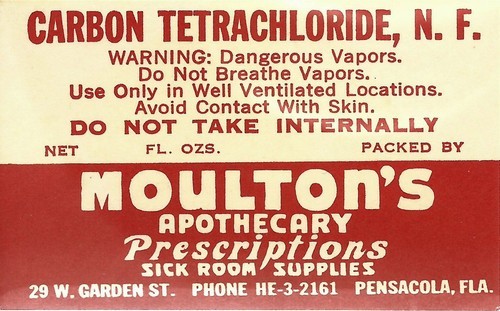 CARBON TETRACHLORIDE, N. F.
WARNING: Dangerous Vapors.
Do Not Breathe Vapors.
Use Only in Well Ventilated Locations.
Avoid Contact With Skin.
DO NOT TAKE INTERNALLY
NET FL. OZS. PACKED BY
MOULTON'S
APOTHECARY
Prescriptions
SICK ROOM SUPPLIES
29 W. GARDEN ST. PHONE HE-3-2161 PENSACOLA, FLA.